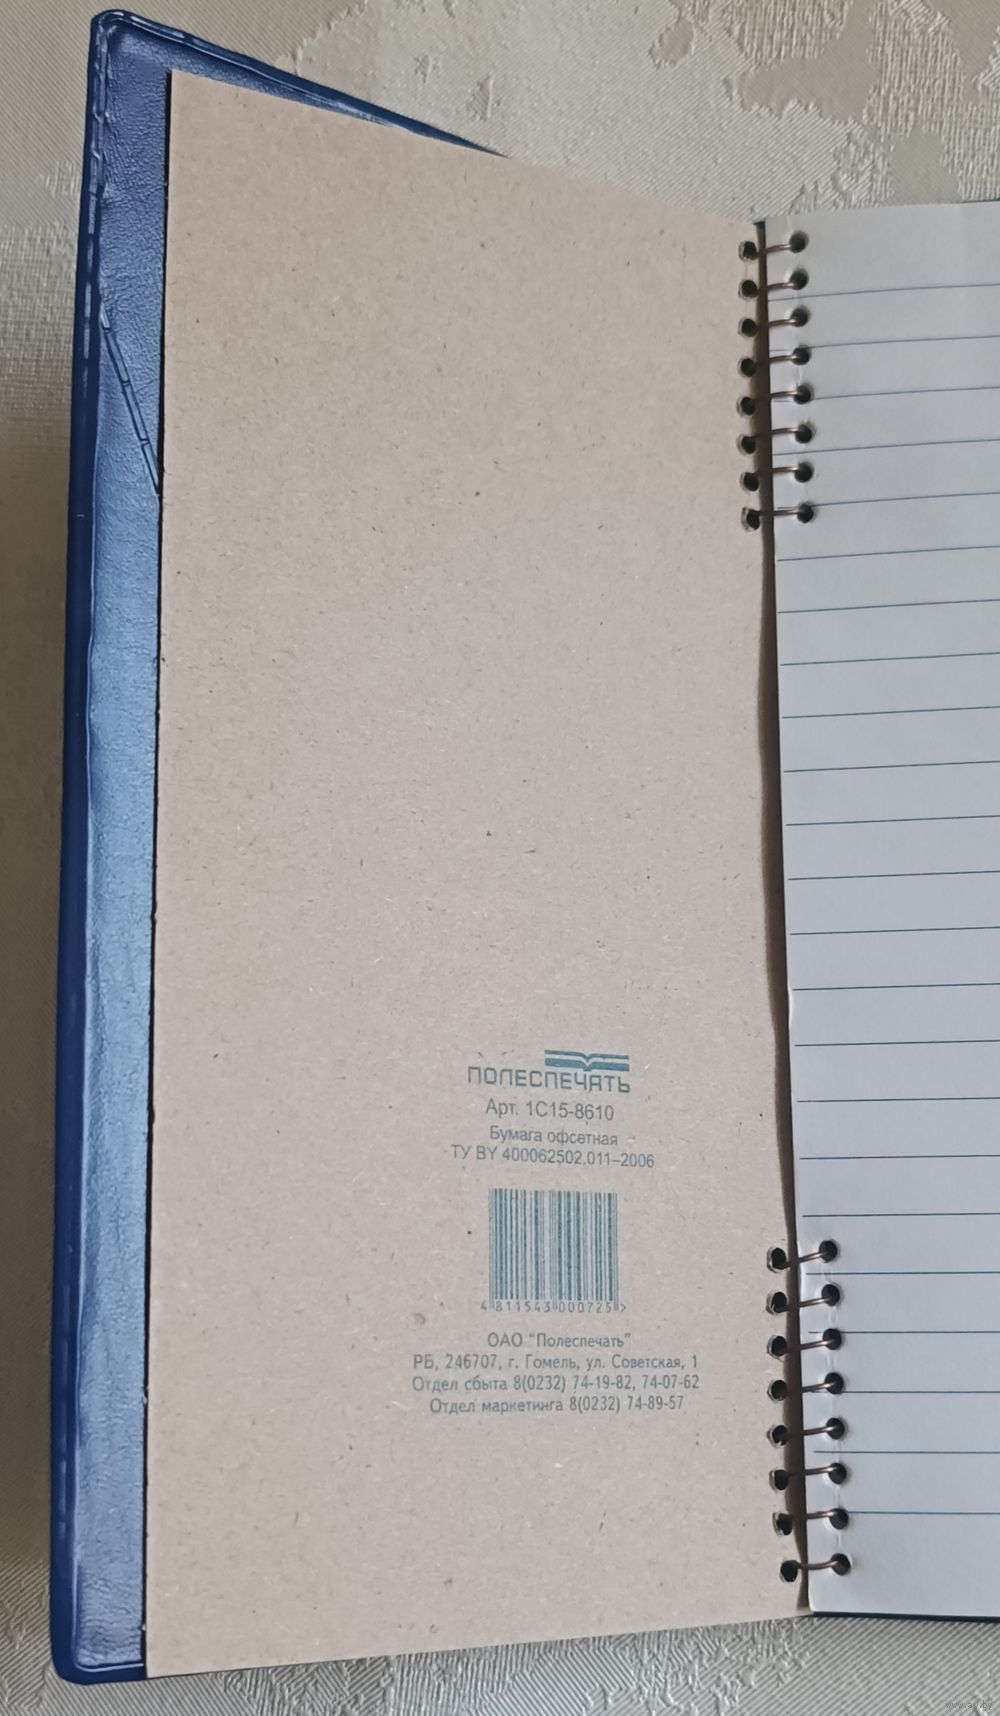 ПОЛЕСПЕЧАТЬ
Арт. 1С15-8610
Бумага офсетная
ТУ BY 400062502.011–2006
4 811543 000725 >
ОАО "Полеспечать"
РБ, 246707, г. Гомель, ул. Советская, 1
Отдел сбыта 8(0232) 74-19-82, 74-07-62
Отдел маркетинга 8(0232) 74-89-57